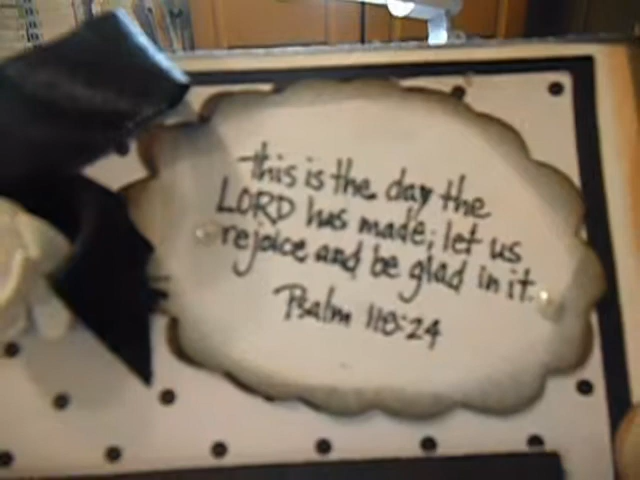 This is the day the
LORD has made; let us
rejoice and be glad in it.
Psalm 118:24